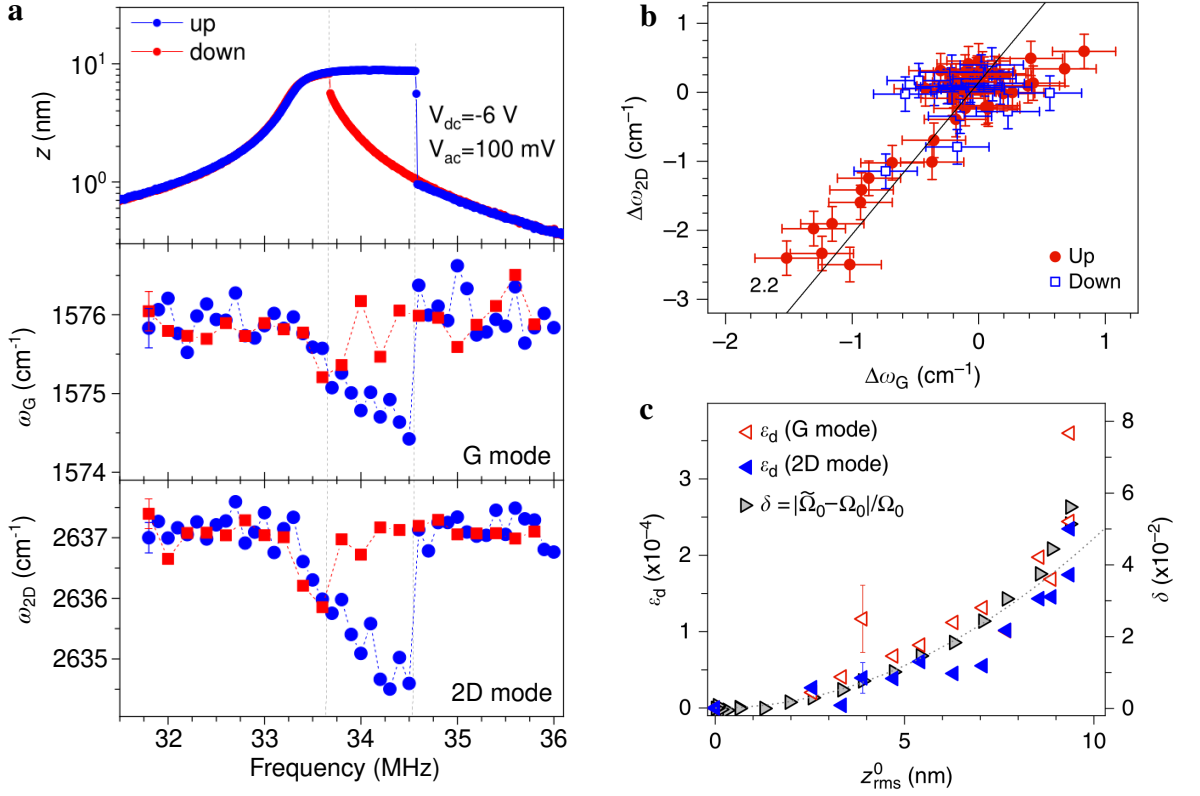 a
up
down
10¹
10⁰
z (nm)
V_dc=-6 V
V_ac=100 mV
1576
1575
1574
ω_G (cm⁻¹)
G mode
2637
2636
2635
ω_2D (cm⁻¹)
2D mode
32 33 34 35 36
Frequency (MHz)
b
1
0
−1
−2
−3
Δω_2D (cm⁻¹)
2.2
Up
Down
−2 −1 0 1
Δω_G (cm⁻¹)
c
ε_d (G mode)
ε_d (2D mode)
δ = |Ω̃₀−Ω₀|/Ω₀
3
2
1
0
ε_d (x10⁻⁴)
8
6
4
2
0
δ (x10⁻²)
0 5 10
z⁰_rms (nm)